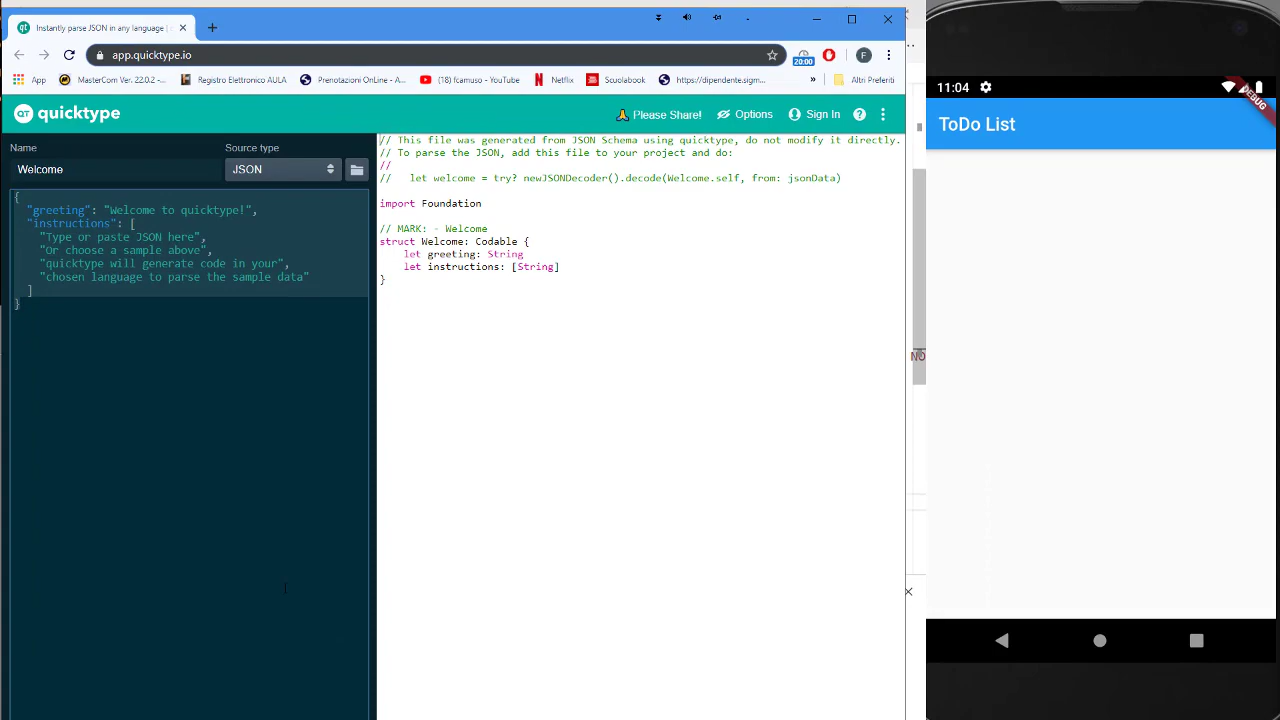 Instantly parse JSON in any language |
app.quicktype.io
20:00
F
App
MasterCom Ver. 22.0.2 -...
Registro Elettronico AULA
Prenotazioni OnLine - A...
(18) fcamuso - YouTube
Netflix
Scuolabook
https://dipendente.sigm...
»
Altri Preferiti
QT quicktype
Please Share!
Options
Sign In
Name
Source type
Welcome
JSON
{
"greeting": "Welcome to quicktype!",
"instructions": [
"Type or paste JSON here",
"Or choose a sample above",
"quicktype will generate code in your",
"chosen language to parse the sample data"
]
}
// This file was generated from JSON Schema using quicktype, do not modify it directly.
// To parse the JSON, add this file to your project and do:
//
//   let welcome = try? newJSONDecoder().decode(Welcome.self, from: jsonData)
import Foundation
// MARK: - Welcome
struct Welcome: Codable {
let greeting: String
let instructions: [String]
}
NO
11:04
DEBUG
ToDo List